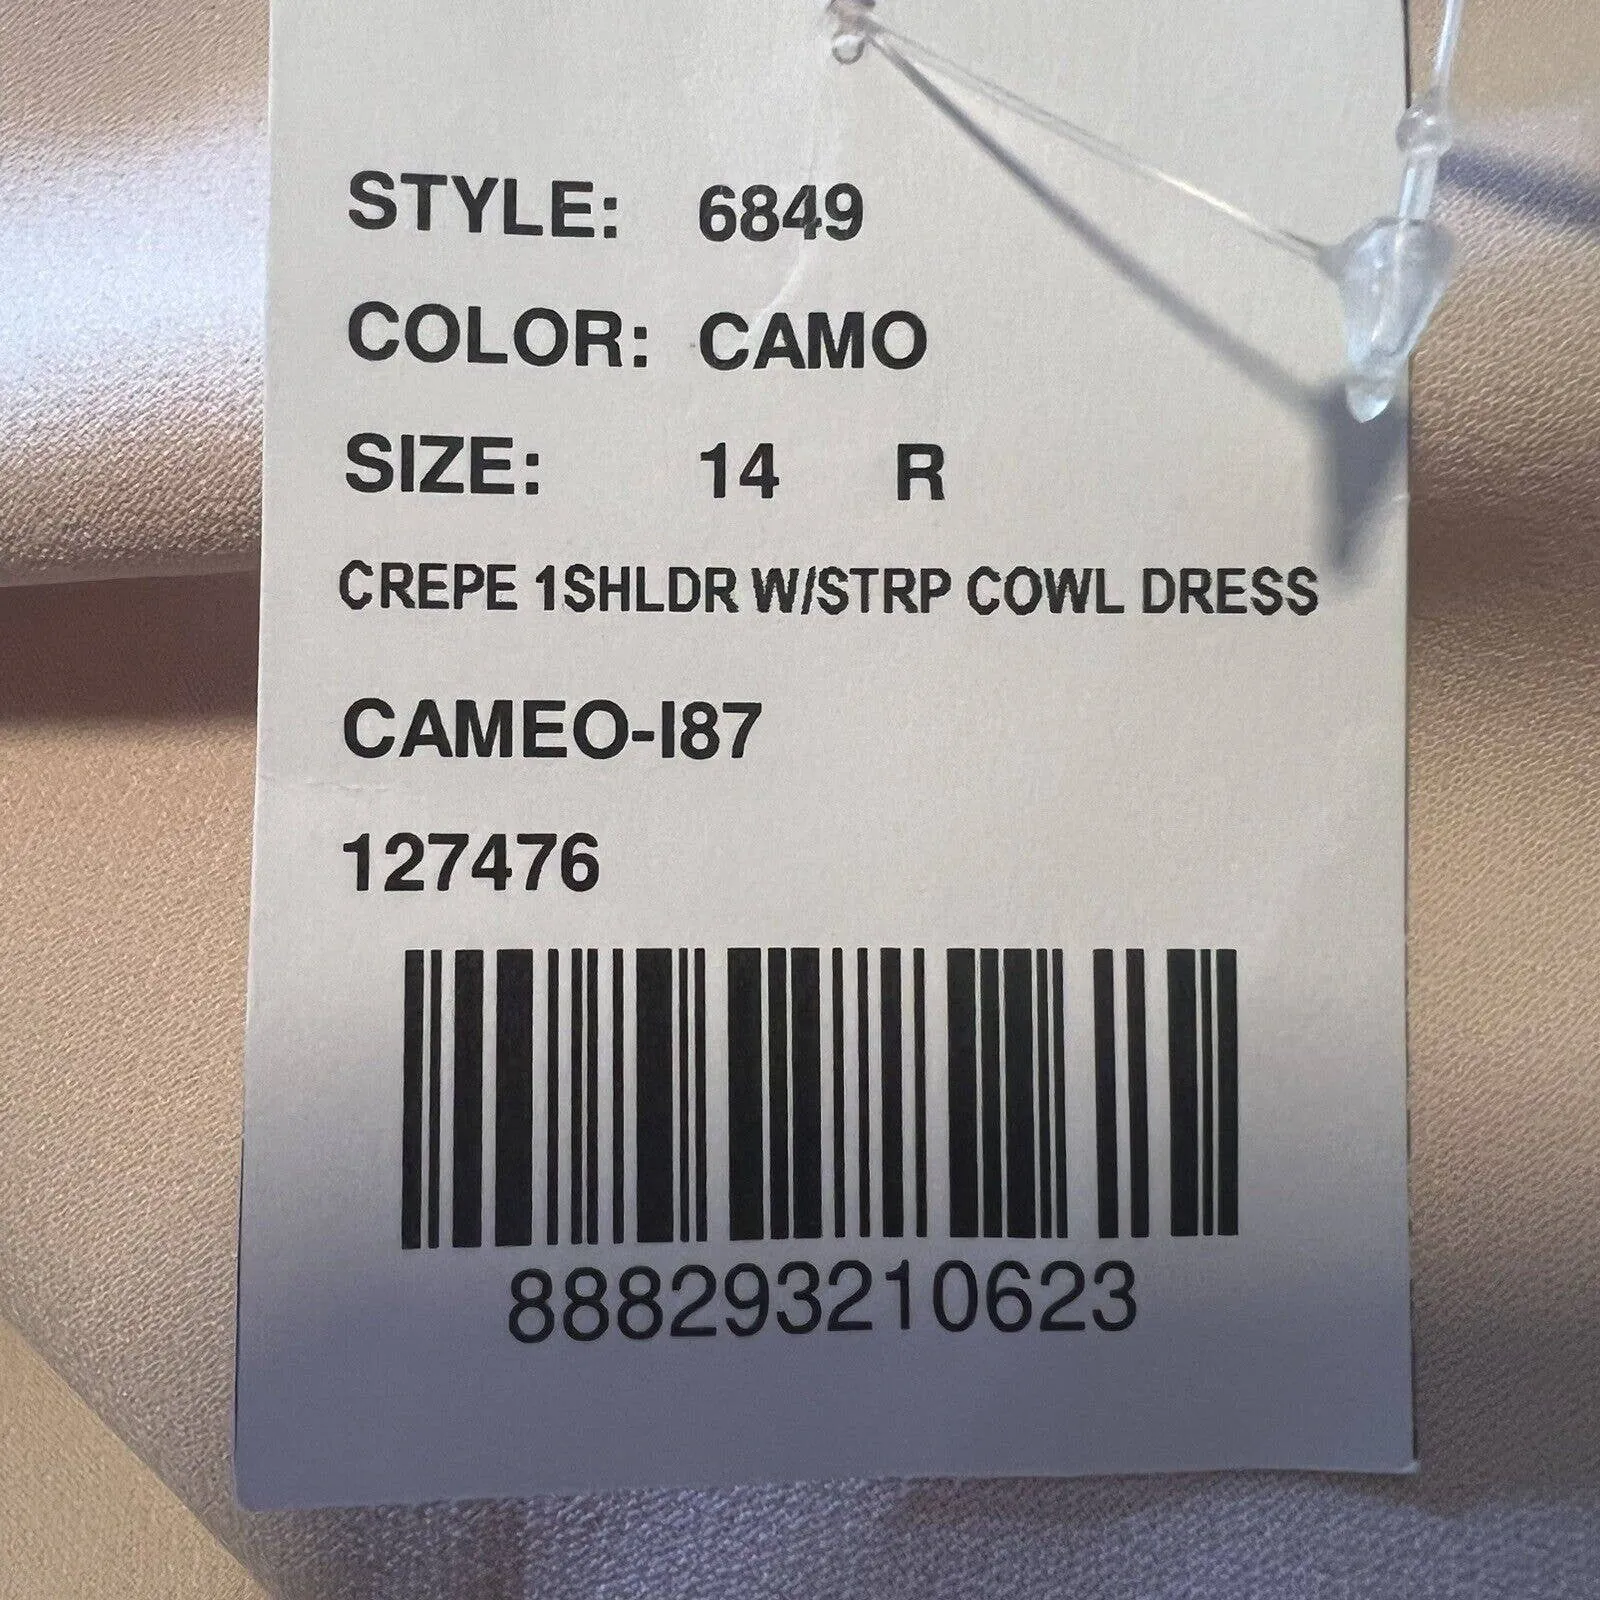 STYLE: 6849
COLOR: CAMO
SIZE: 14 R
CREPE 1SHLDR W/STRP COWL DRESS
CAMEO-I87
127476
888293210623